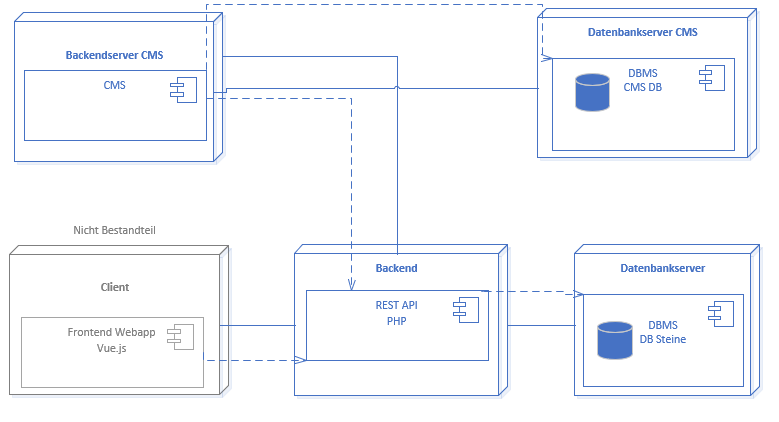 Backendserver CMS
CMS
Datenbankserver CMS
DBMS
CMS DB
Nicht Bestandteil
Client
Frontend Webapp
Vue.js
Backend
REST API
PHP
Datenbankserver
DBMS
DB Steine